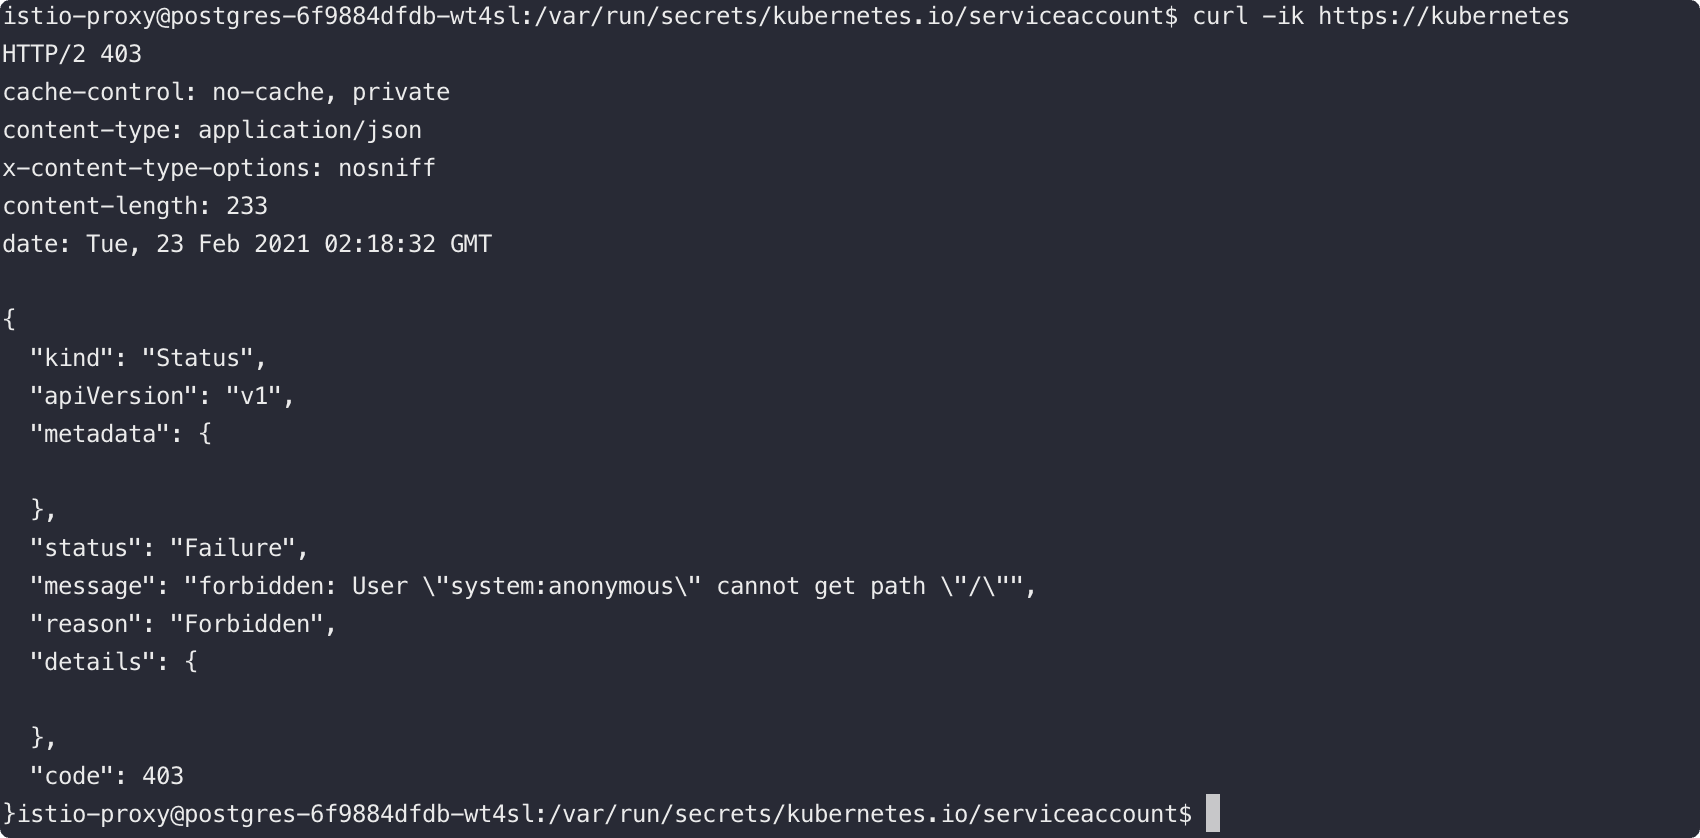 istio-proxy@postgres-6f9884dfdb-wt4sl:/var/run/secrets/kubernetes.io/serviceaccount$ curl -ik https://kubernetes
HTTP/2 403
cache-control: no-cache, private
content-type: application/json
x-content-type-options: nosniff
content-length: 233
date: Tue, 23 Feb 2021 02:18:32 GMT

{
  "kind": "Status",
  "apiVersion": "v1",
  "metadata": {

  },
  "status": "Failure",
  "message": "forbidden: User \"system:anonymous\" cannot get path \"/\"",
  "reason": "Forbidden",
  "details": {

  },
  "code": 403
}istio-proxy@postgres-6f9884dfdb-wt4sl:/var/run/secrets/kubernetes.io/serviceaccount$